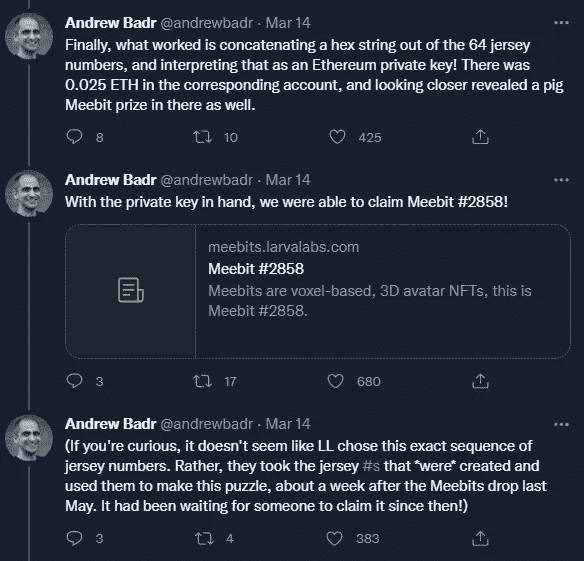 Andrew Badr @andrewbadr · Mar 14
Finally, what worked is concatenating a hex string out of the 64 jersey
numbers, and interpreting that as an Ethereum private key! There was
0.025 ETH in the corresponding account, and looking closer revealed a pig
Meebit prize in there as well.
8 10 425
Andrew Badr @andrewbadr · Mar 14
With the private key in hand, we were able to claim Meebit #2858!
meebits.larvalabs.com
Meebit #2858
Meebits are voxel-based, 3D avatar NFTs, this is
Meebit #2858.
3 17 680
Andrew Badr @andrewbadr · Mar 14
(If you're curious, it doesn't seem like LL chose this exact sequence of
jersey numbers. Rather, they took the jersey #s that *were* created and
used them to make this puzzle, about a week after the Meebits drop last
May. It had been waiting for someone to claim it since then!)
3 4 383